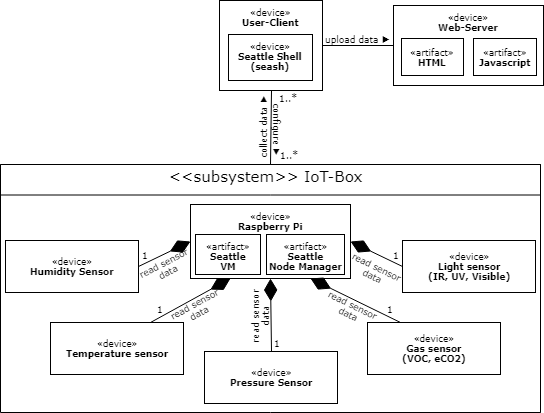 «device»
User-Client
«device»
Seattle Shell
(seash)
upload data
«device»
Web-Server
«artifact»
HTML
«artifact»
Javascript
1..*
collect data
configure
1..*
<<subsystem>> IoT-Box
«device»
Raspberry Pi
«artifact»
Seattle
VM
«artifact»
Seattle
Node Manager
«device»
Humidity Sensor
1
read sensor
data
«device»
Light sensor
(IR, UV, Visible)
1
read sensor
data
«device»
Temperature sensor
1
read sensor
data
«device»
Pressure Sensor
1
read sensor
data
«device»
Gas sensor
(VOC, eCO2)
1
read sensor
data